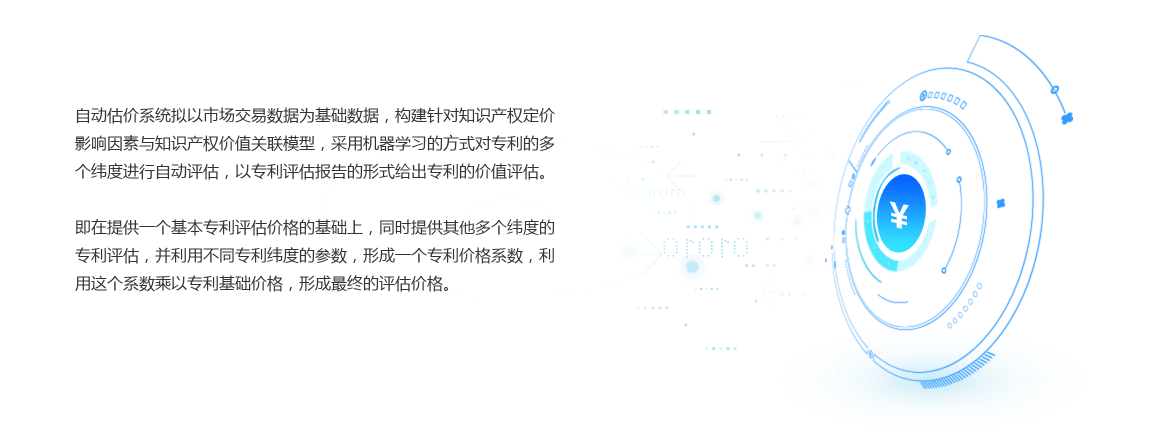 自动估价系统拟以市场交易数据为基础数据，构建针对知识产权定价
影响因素与知识产权价值关联模型，采用机器学习的方式对专利的多
个纬度进行自动评估，以专利评估报告的形式给出专利的价值评估。
即在提供一个基本专利评估价格的基础上，同时提供其他多个纬度的
专利评估，并利用不同专利纬度的参数，形成一个专利价格系数，利
用这个系数乘以专利基础价格，形成最终的评估价格。
¥